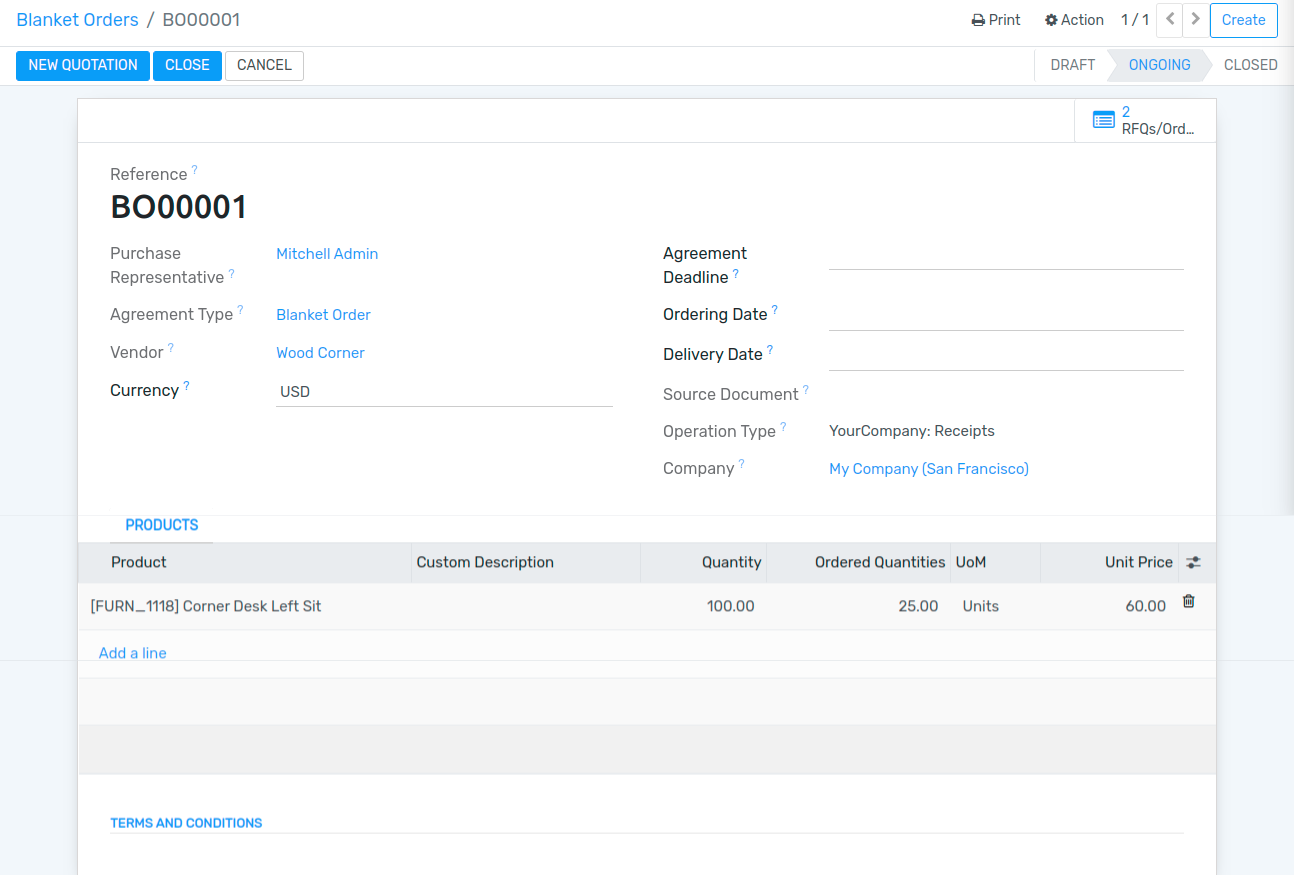 Blanket Orders / BO00001
Print Action 1 / 1 Create
NEW QUOTATION CLOSE CANCEL
DRAFT ONGOING CLOSED
2
RFQs/Ord...
Reference ?
BO00001
Purchase
Representative ? Mitchell Admin
Agreement Type ? Blanket Order
Vendor ? Wood Corner
Currency ? USD
Agreement
Deadline ?
Ordering Date ?
Delivery Date ?
Source Document ?
Operation Type ? YourCompany: Receipts
Company ? My Company (San Francisco)
PRODUCTS
Product Custom Description Quantity Ordered Quantities UoM Unit Price
[FURN_1118] Corner Desk Left Sit 100.00 25.00 Units 60.00
Add a line
TERMS AND CONDITIONS